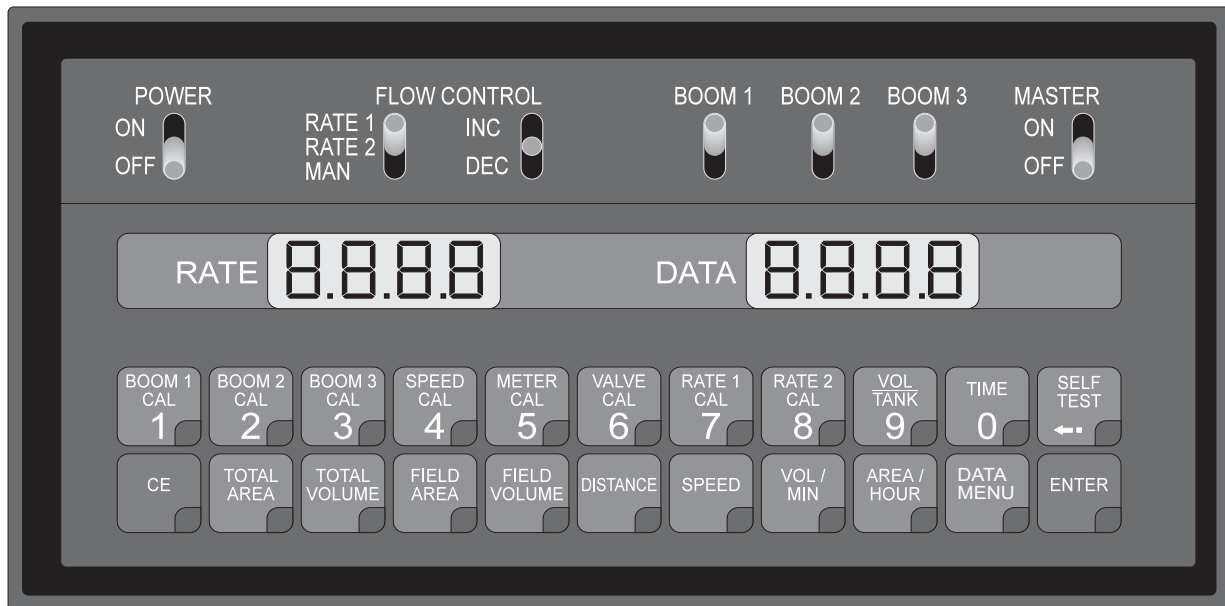 POWER
ON
OFF
FLOW CONTROL
RATE 1
RATE 2
MAN
INC
DEC
BOOM 1
BOOM 2
BOOM 3
MASTER
ON
OFF
RATE
8.8.8.8
DATA
8.8.8.8
BOOM 1
CAL
1
BOOM 2
CAL
2
BOOM 3
CAL
3
SPEED
CAL
4
METER
CAL
5
VALVE
CAL
6
RATE 1
CAL
7
RATE 2
CAL
8
VOL
TANK
9
TIME
0
SELF
TEST
CE
TOTAL
AREA
TOTAL
VOLUME
FIELD
AREA
FIELD
VOLUME
DISTANCE
SPEED
VOL /
MIN
AREA /
HOUR
DATA
MENU
ENTER